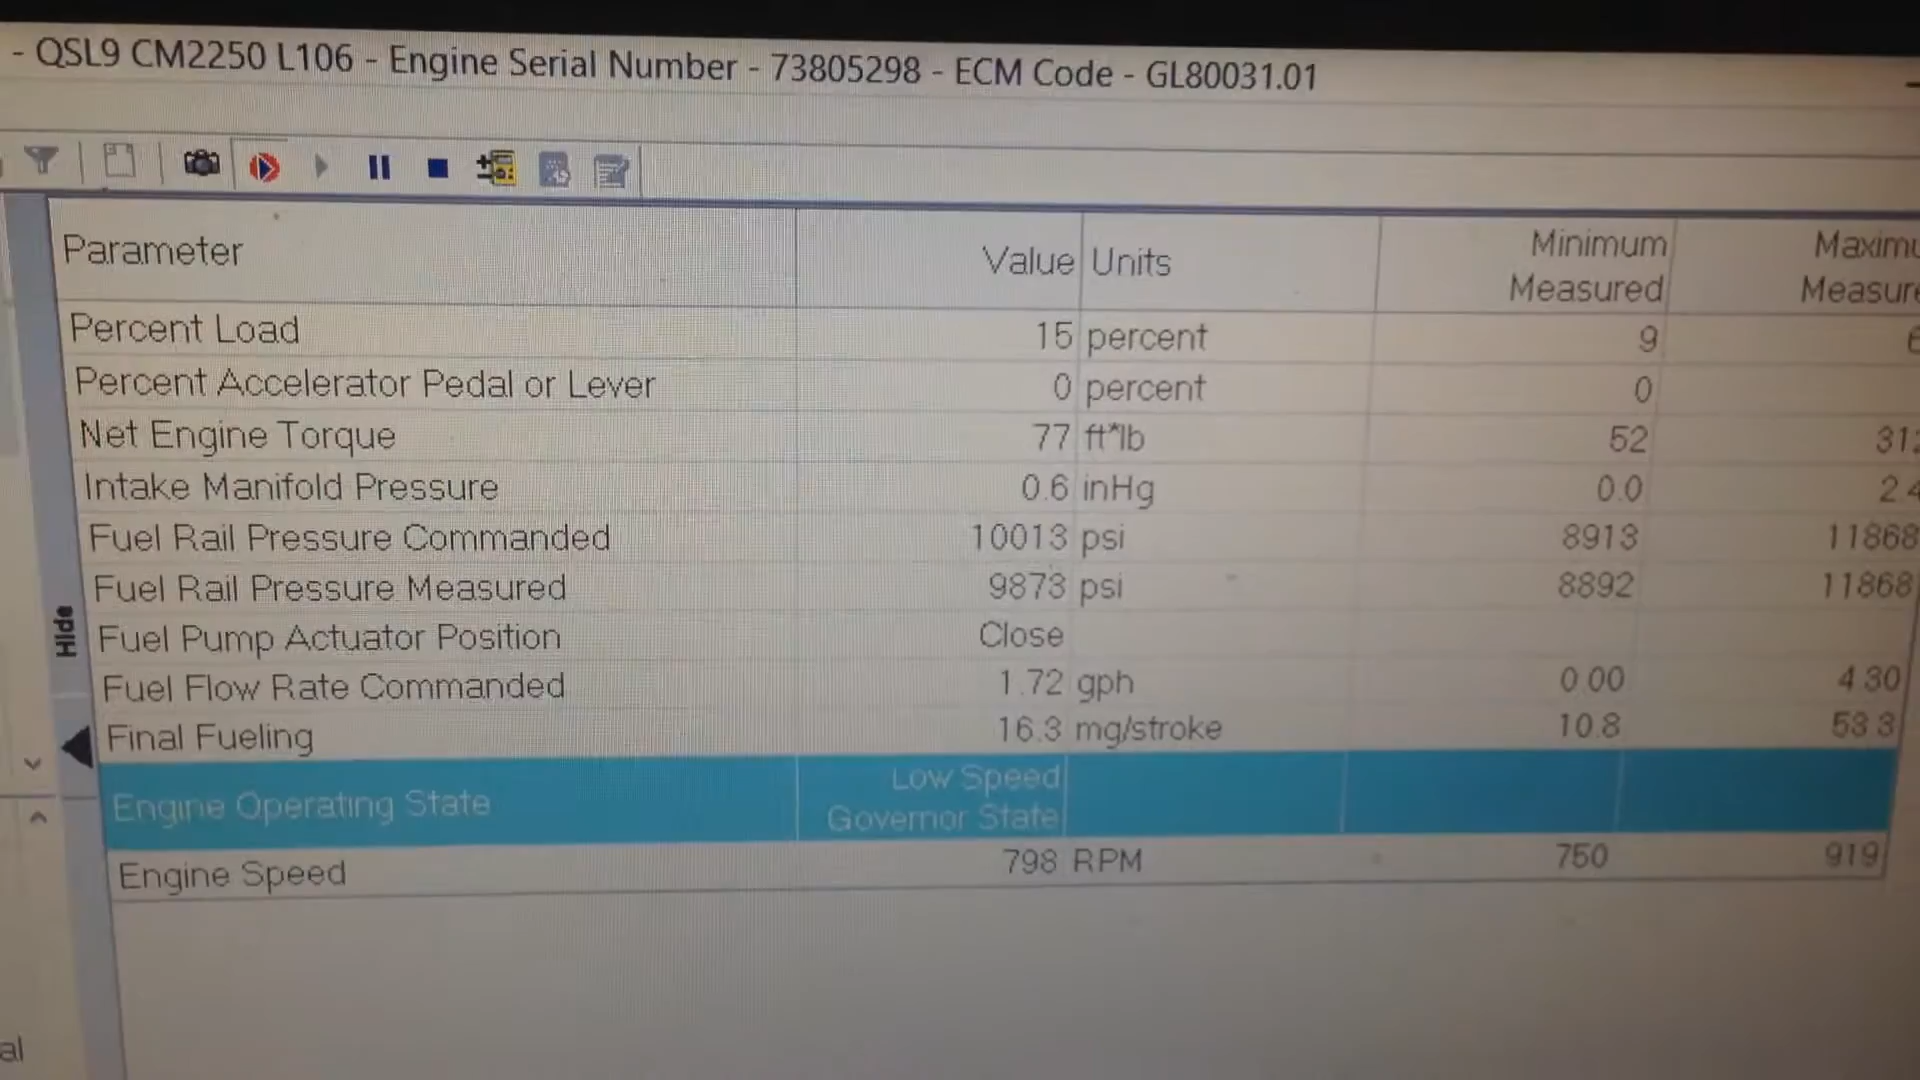 - QSL9 CM2250 L106 - Engine Serial Number - 73805298 - ECM Code - GL80031.01
Parameter Value Units Minimum Measured
Percent Load 15 percent 9
Percent Accelerator Pedal or Lever 0 percent 0
Net Engine Torque 77 ft*lb 52
Intake Manifold Pressure 0.6 inHg 0.0 2.4
Fuel Rail Pressure Commanded 10013 psi 8913 11868
Fuel Rail Pressure Measured 9873 psi 8892 11868
Hide
Fuel Pump Actuator Position Close
Fuel Flow Rate Commanded 1.72 gph 0.00 4.30
Final Fueling 16.3 mg/stroke 10.8 53.3
Engine Operating State Low Speed Governor State
Engine Speed 798 RPM 750 919
al